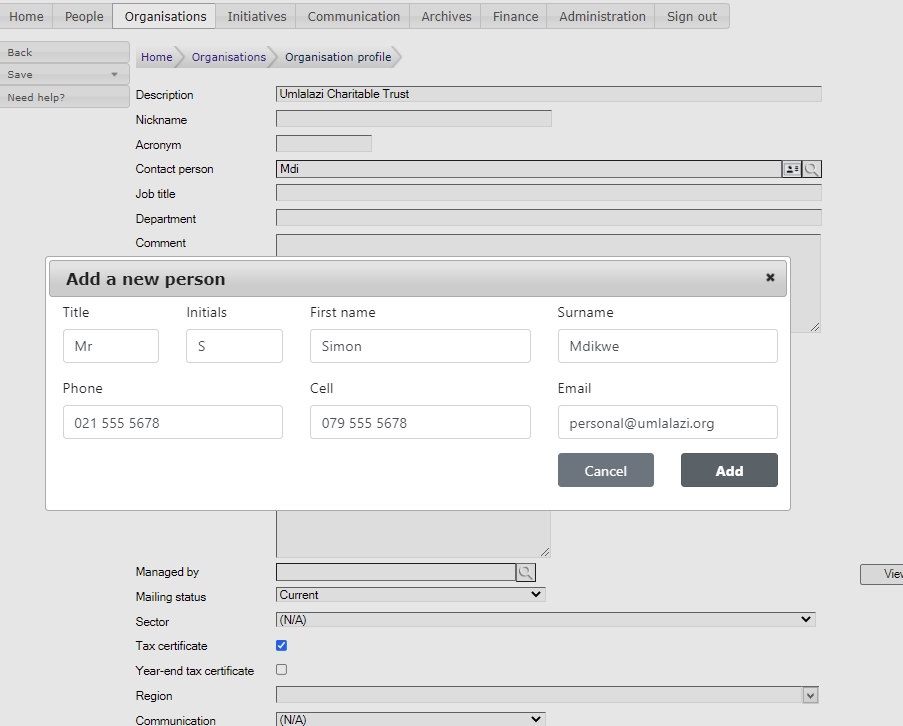 Home People Organisations Initiatives Communication Archives Finance Administration Sign out
Back
Save
Need help?
Home Organisations Organisation profile
Description Umlalazi Charitable Trust
Nickname
Acronym
Contact person Mdi
Job title
Department
Comment
Add a new person
Title Initials First name Surname
Mr S Simon Mdikwe
Phone Cell Email
021 555 5678 079 555 5678 personal@umlalazi.org
Cancel Add
Managed by
View
Mailing status Current
Sector (N/A)
Tax certificate
Year-end tax certificate
Region
Communication (N/A)